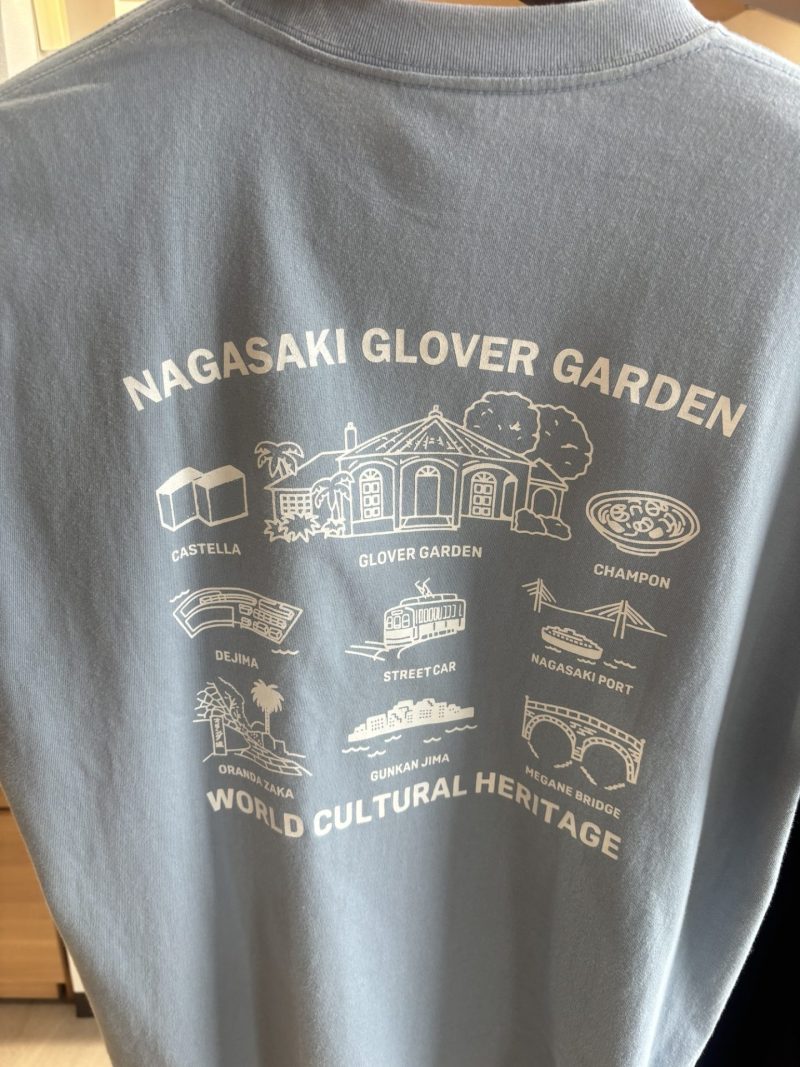 NAGASAKI GLOVER GARDEN
CASTELLA
GLOVER GARDEN
CHAMPON
DEJIMA
STREET CAR
NAGASAKI PORT
ORANDA ZAKA
GUNKAN JIMA
MEGANE BRIDGE
WORLD CULTURAL HERITAGE